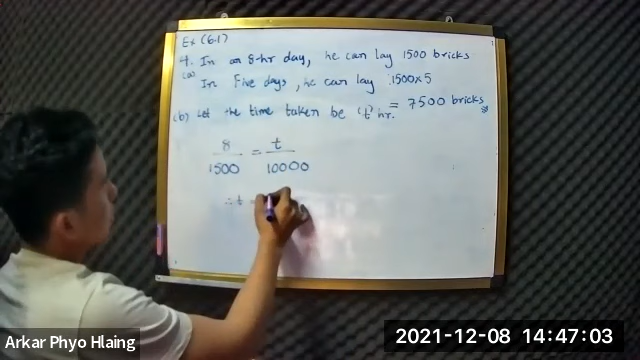 Ex (6.1)
7. In an 8-hr day, he can lay 1500 bricks
(a) In Five days, he can lay 1500×5
= 7500 bricks
(b) Let the time taken be 't' hr.
8 = t
1500 10000
∴ t =
Arkar Phyo Hlaing
2021-12-08 14:47:03